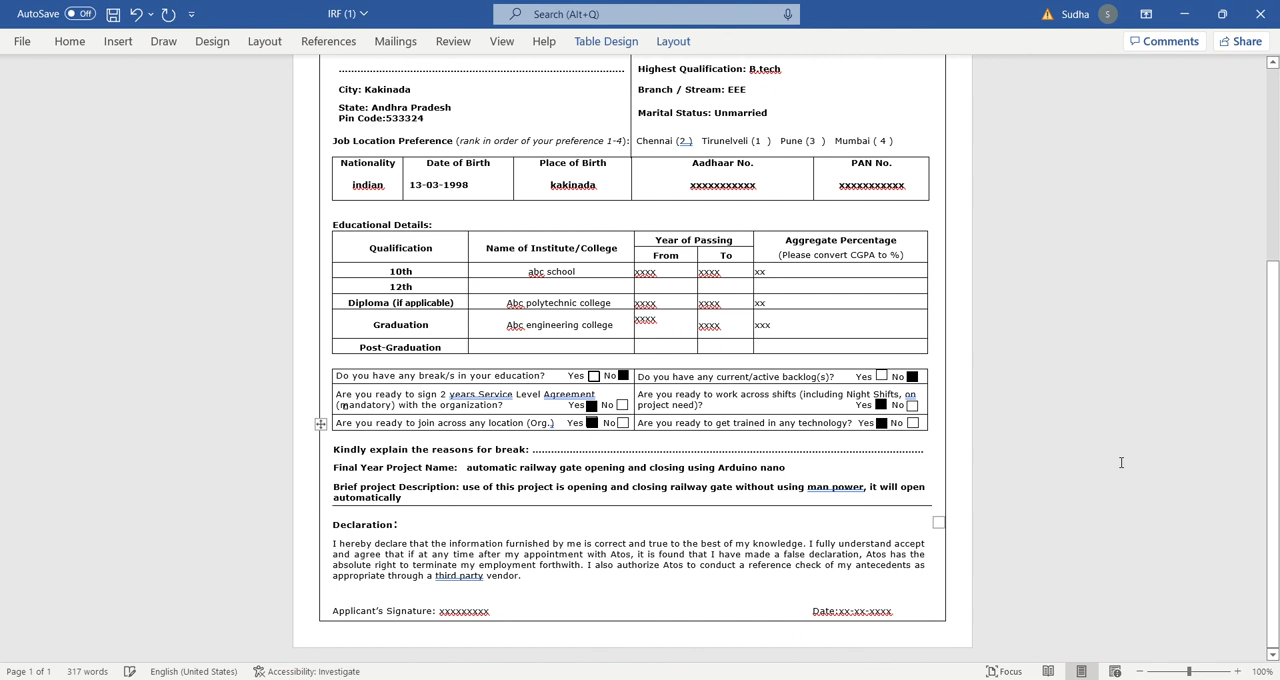 AutoSave Off IRF (1) Search (Alt+Q) Sudha S
File Home Insert Draw Design Layout References Mailings Review View Help Table Design Layout Comments Share
Highest Qualification: B.tech
City: Kakinada Branch / Stream: EEE
State: Andhra Pradesh
Pin Code:533324 Marital Status: Unmarried
Job Location Preference (rank in order of your preference 1-4): Chennai (2 ) Tirunelveli (1 ) Pune (3 ) Mumbai ( 4 )
Nationality Date of Birth Place of Birth Aadhaar No. PAN No.
indian 13-03-1998 kakinada xxxxxxxxxxx xxxxxxxxxxx
Educational Details:
Qualification Name of Institute/College Year of Passing Aggregate Percentage
From To (Please convert CGPA to %)
10th abc school xxxx xxxx xx
12th
Diploma (if applicable) Abc polytechnic college xxxx xxxx xx
Graduation Abc engineering college xxxx xxxx xxx
Post-Graduation
Do you have any break/s in your education? Yes No Do you have any current/active backlog(s)? Yes No
Are you ready to sign 2 years Service Level Agreement Are you ready to work across shifts (including Night Shifts, on
(mandatory) with the organization? Yes No project need)? Yes No
Are you ready to join across any location (Org.) Yes No Are you ready to get trained in any technology? Yes No
Kindly explain the reasons for break: ....................................................................................................
Final Year Project Name: automatic railway gate opening and closing using Arduino nano
Brief project Description: use of this project is opening and closing railway gate without using man power, it will open
automatically
Declaration:
I hereby declare that the information furnished by me is correct and true to the best of my knowledge. I fully understand accept
and agree that if at any time after my appointment with Atos, it is found that I have made a false declaration, Atos has the
absolute right to terminate my employment forthwith. I also authorize Atos to conduct a reference check of my antecedents as
appropriate through a third party vendor.
Applicant's Signature: xxxxxxxxx Date:xx-xx-xxxx
Page 1 of 1 317 words English (United States) Accessibility: Investigate Focus 100%